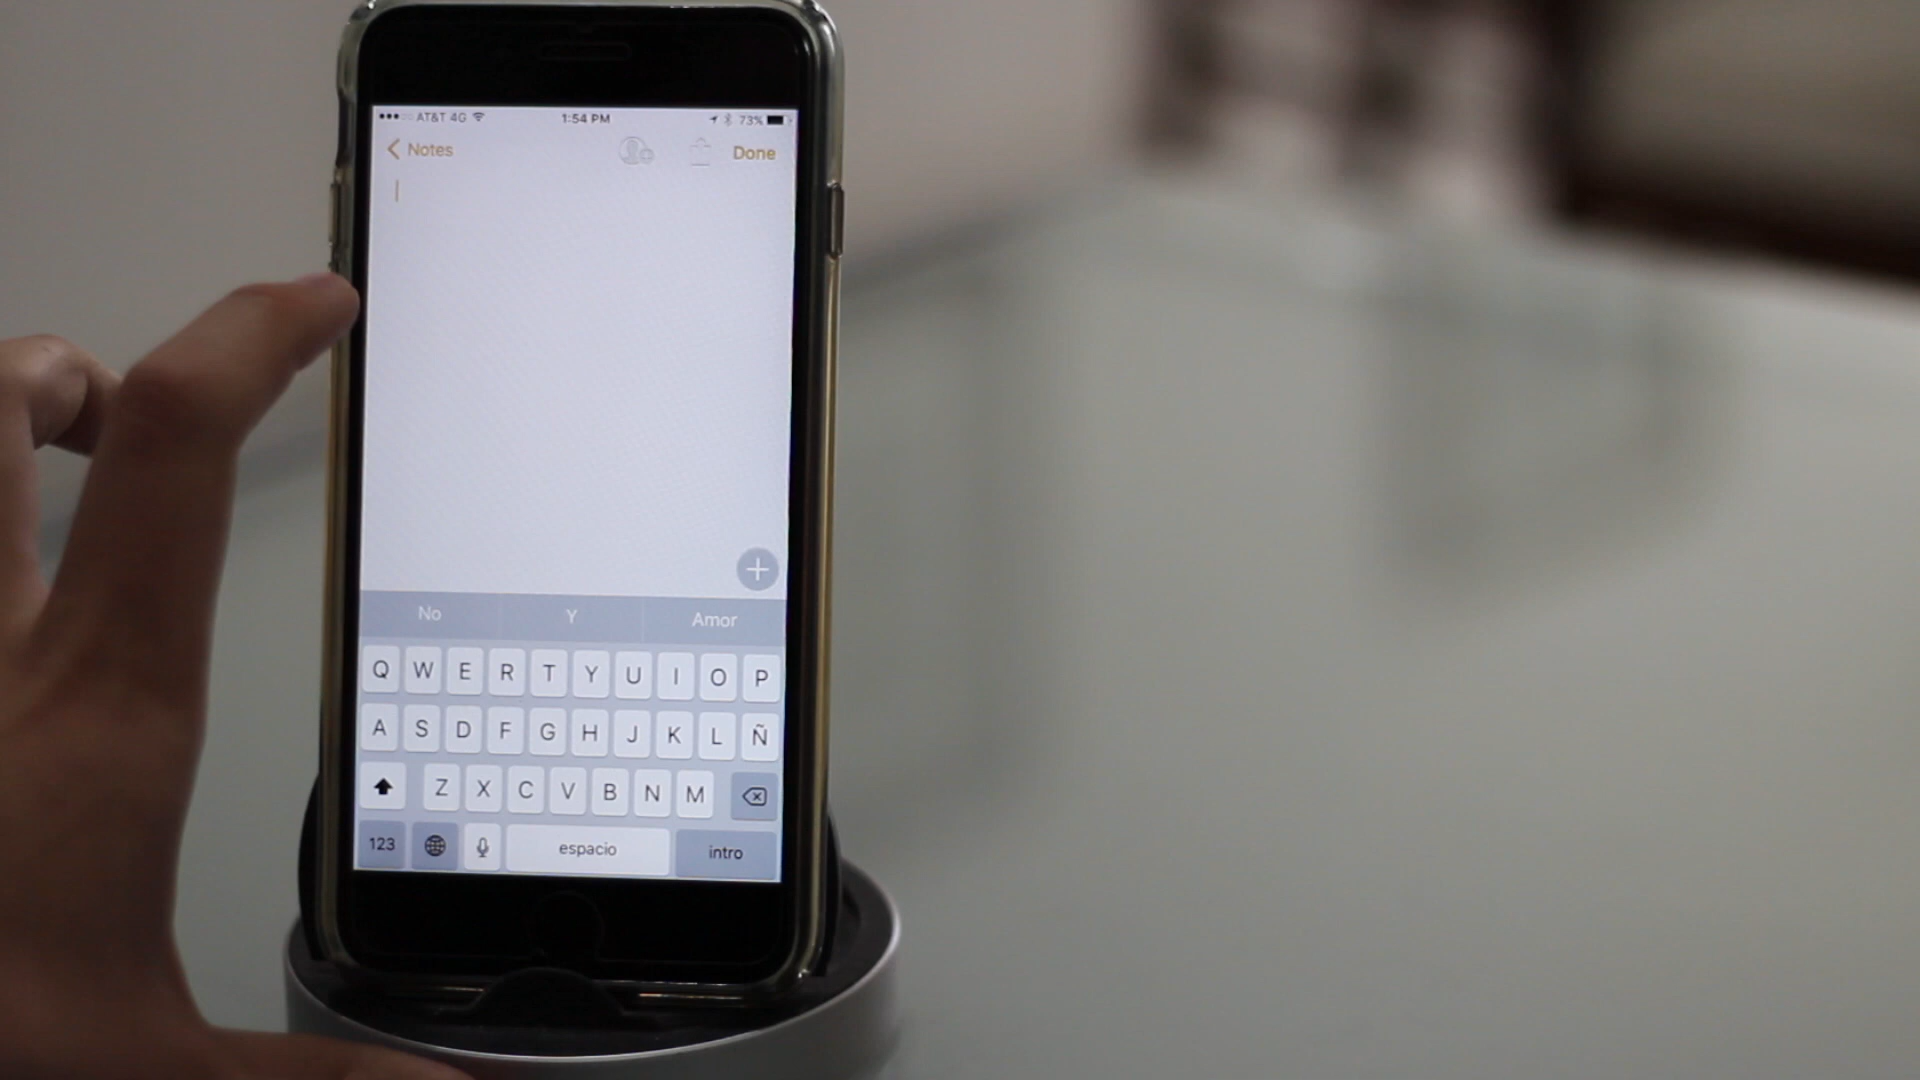 AT&T 4G 1:54 PM 73%
Notes Done
No Y Amor
Q W E R T Y U I O P
A S D F G H J K L Ñ
Z X C V B N M
123 espacio intro